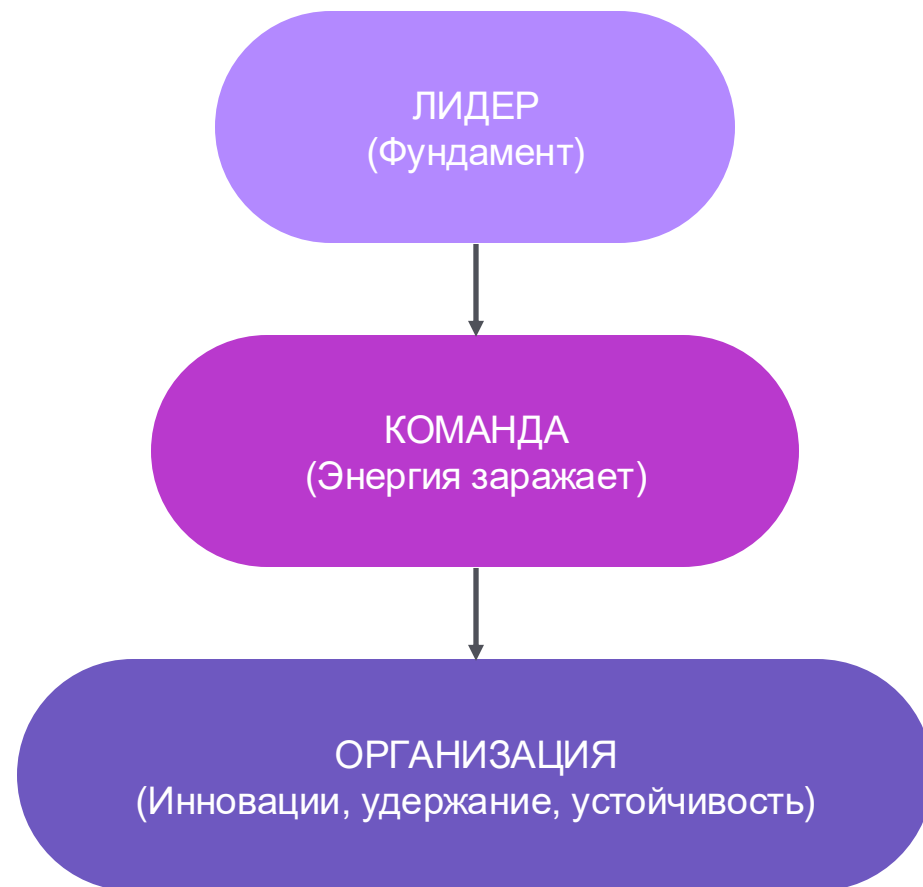 ЛИДЕР
(Фундамент)
КОМАНДА
(Энергия заражает)
ОРГАНИЗАЦИЯ
(Инновации, удержание, устойчивость)